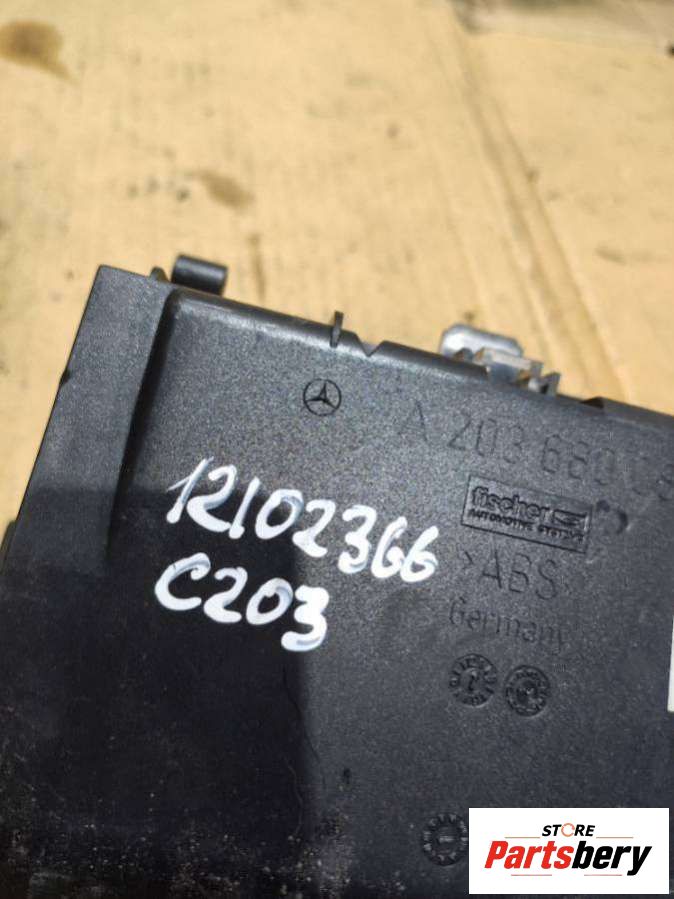 A 203 680
fischer
AUTOMOTIVE SYSTEMS
>ABS<
Germany
12102366
C203
STORE
Partsbery